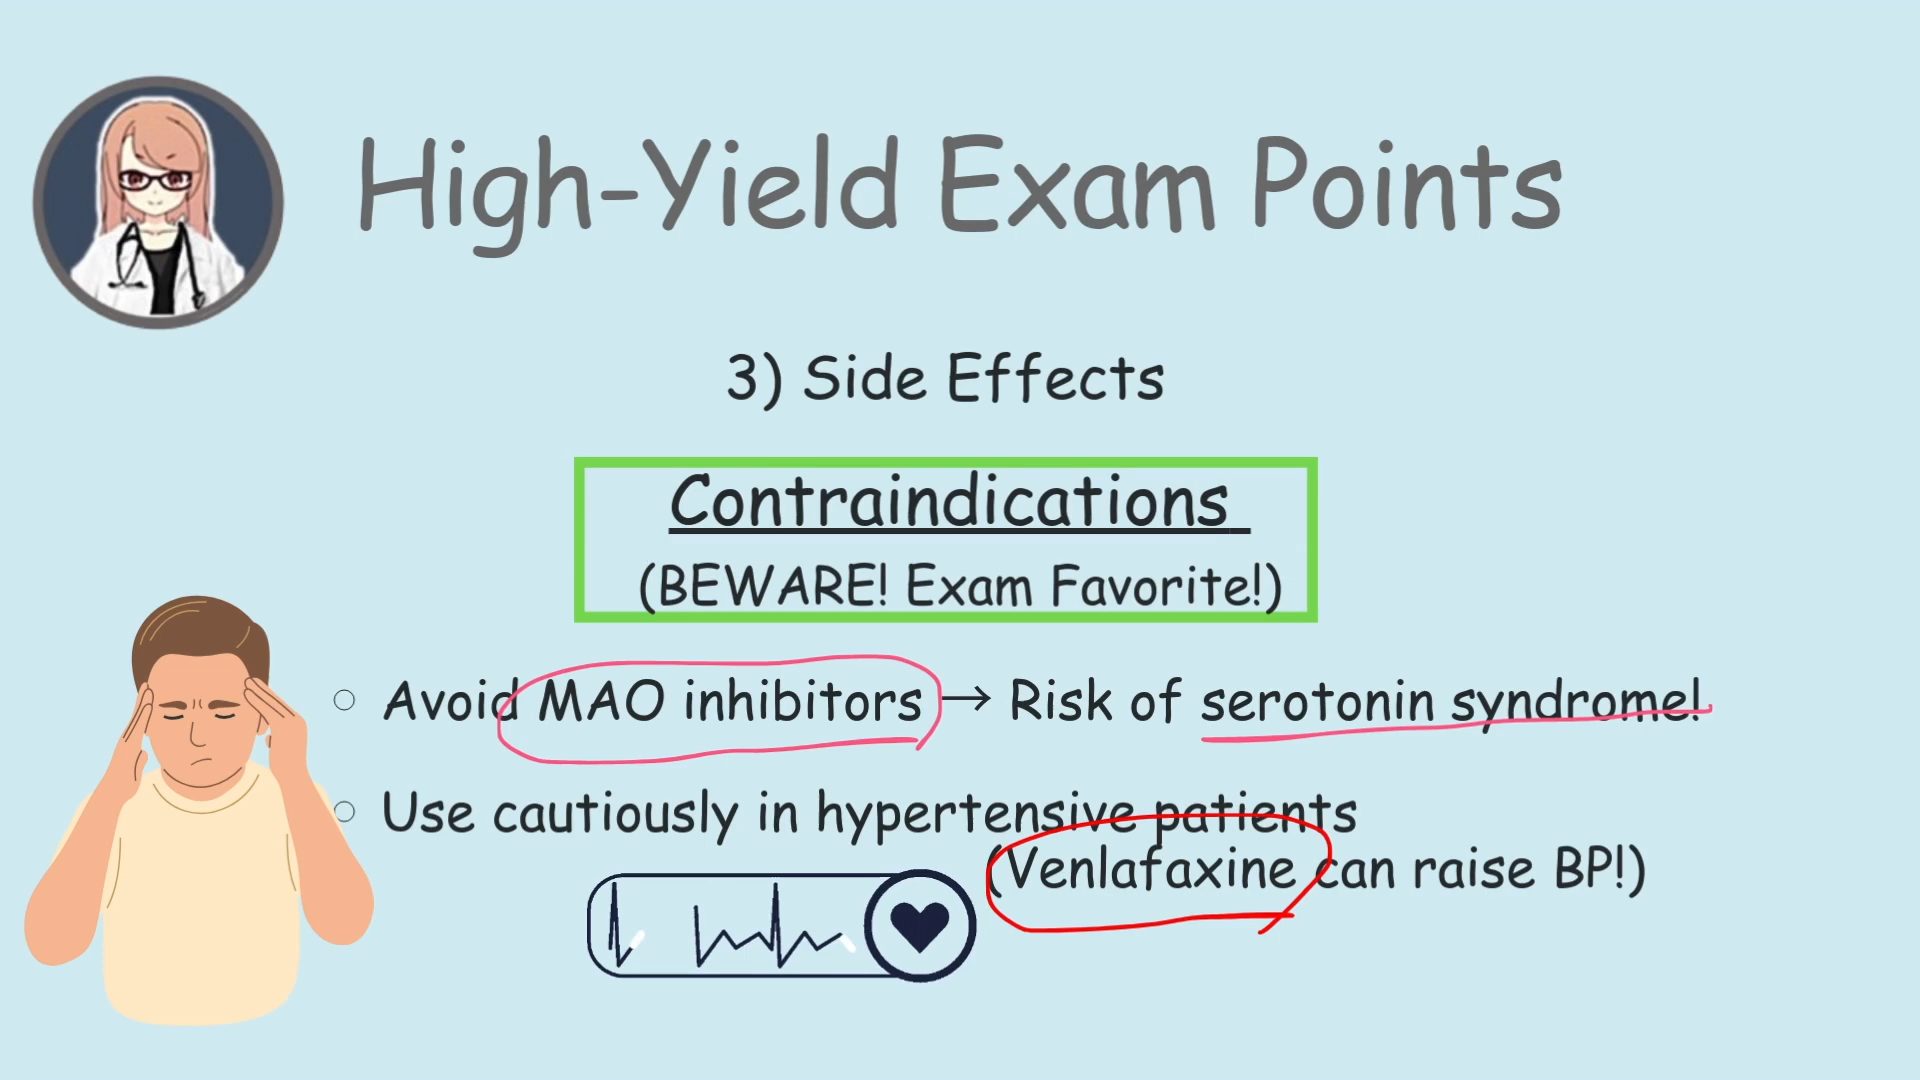 High-Yield Exam Points
3) Side Effects
Contraindications
(BEWARE! Exam Favorite!)
○ Avoid MAO inhibitors → Risk of serotonin syndrome!
○ Use cautiously in hypertensive patients
(Venlafaxine can raise BP!)